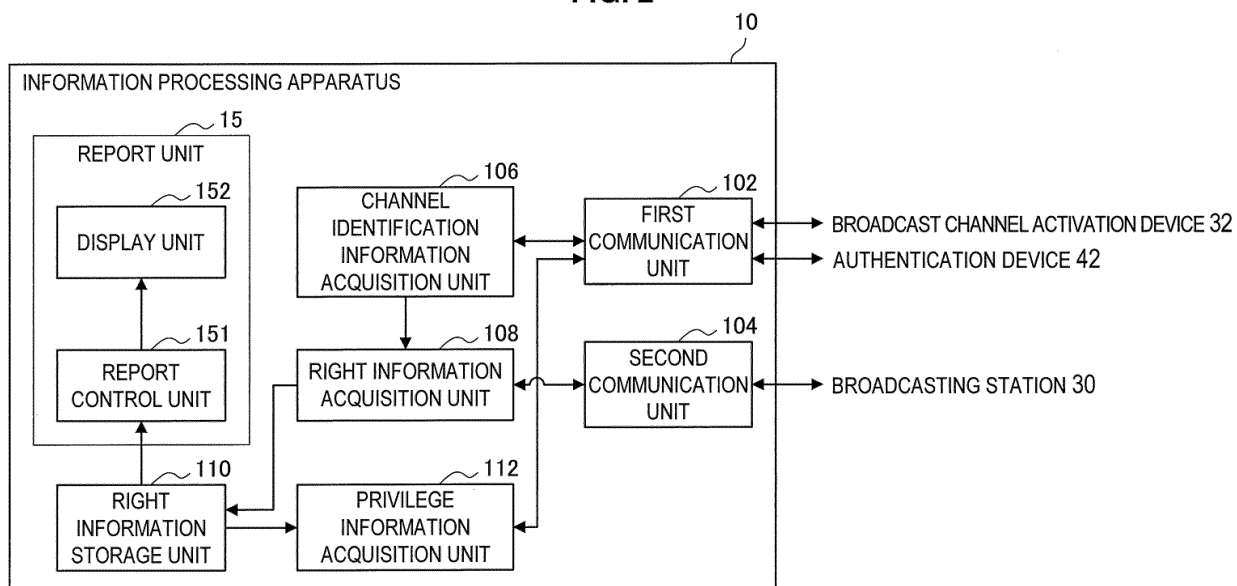 10
INFORMATION PROCESSING APPARATUS
15
REPORT UNIT
152
DISPLAY UNIT
151
REPORT
CONTROL UNIT
110
RIGHT
INFORMATION
STORAGE UNIT
106
CHANNEL
IDENTIFICATION
INFORMATION
ACQUISITION UNIT
108
RIGHT INFORMATION
ACQUISITION UNIT
112
PRIVILEGE
INFORMATION
ACQUISITION UNIT
102
FIRST
COMMUNICATION
UNIT
104
SECOND
COMMUNICATION
UNIT
BROADCAST CHANNEL ACTIVATION DEVICE 32
AUTHENTICATION DEVICE 42
BROADCASTING STATION 30